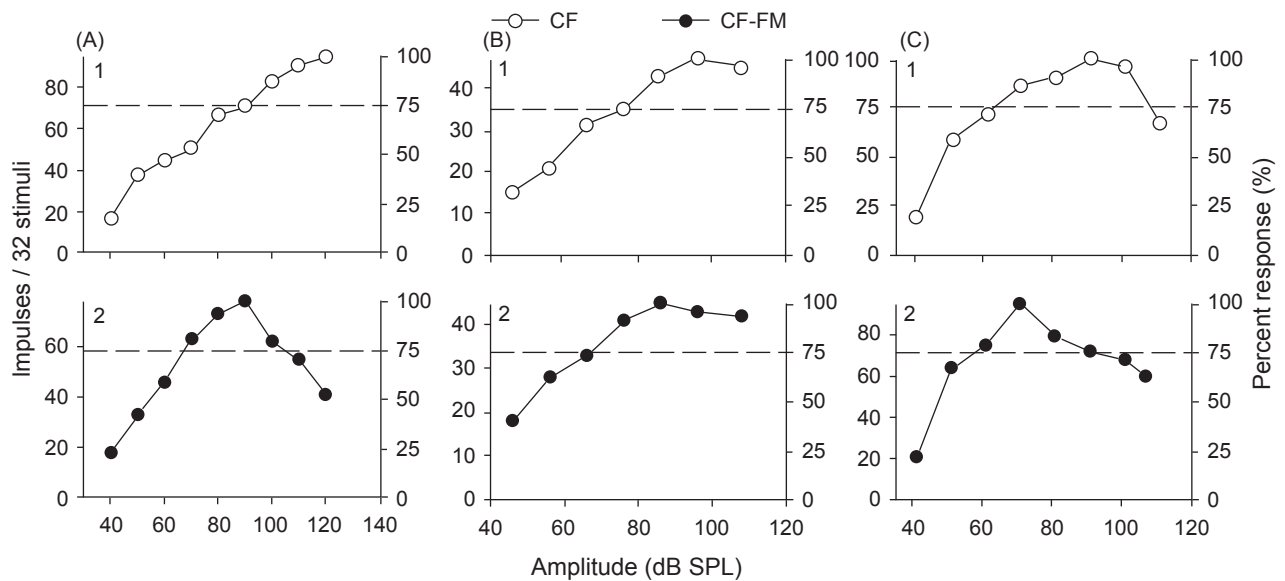 CF CF-FM
(A) (B) (C)
1 1 1
80 60 40 20 0
100 75 50 25 0
40 30 20 10 0
100 75 50 25 0
100 75 50 25 0
100 75 50 25 0
2 2 2
60 40 20 0
100 75 50 25 0
40 30 20 10 0
100 75 50 25 0
80 60 40 20 0
100 75 50 25 0
40 60 80 100 120 140
40 60 80 100 120
40 60 80 100 120
Impulses / 32 stimuli
Percent response (%)
Amplitude (dB SPL)